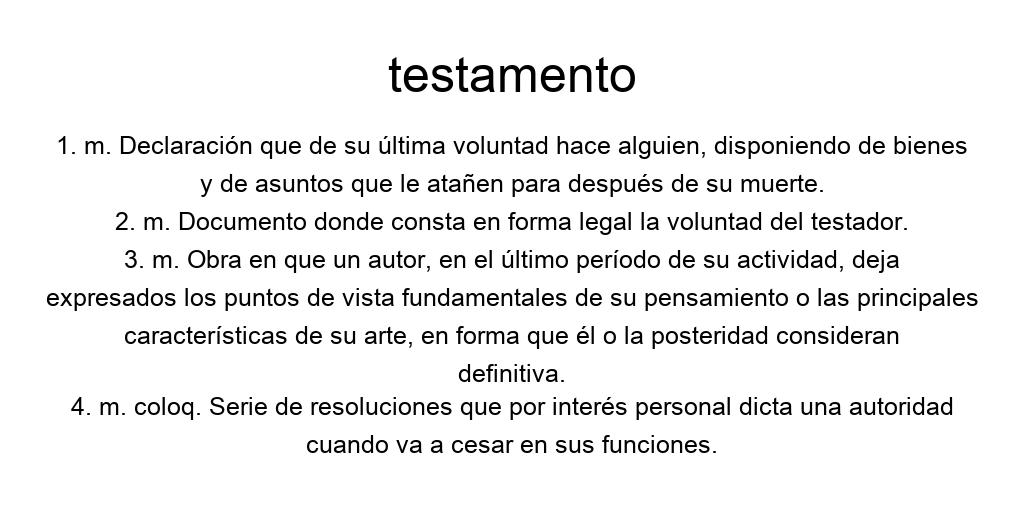 testamento
1. m. Declaración que de su última voluntad hace alguien, disponiendo de bienes
y de asuntos que le atañen para después de su muerte.
2. m. Documento donde consta en forma legal la voluntad del testador.
3. m. Obra en que un autor, en el último período de su actividad, deja
expresados los puntos de vista fundamentales de su pensamiento o las principales
características de su arte, en forma que él o la posteridad consideran
definitiva.
4. m. coloq. Serie de resoluciones que por interés personal dicta una autoridad
cuando va a cesar en sus funciones.